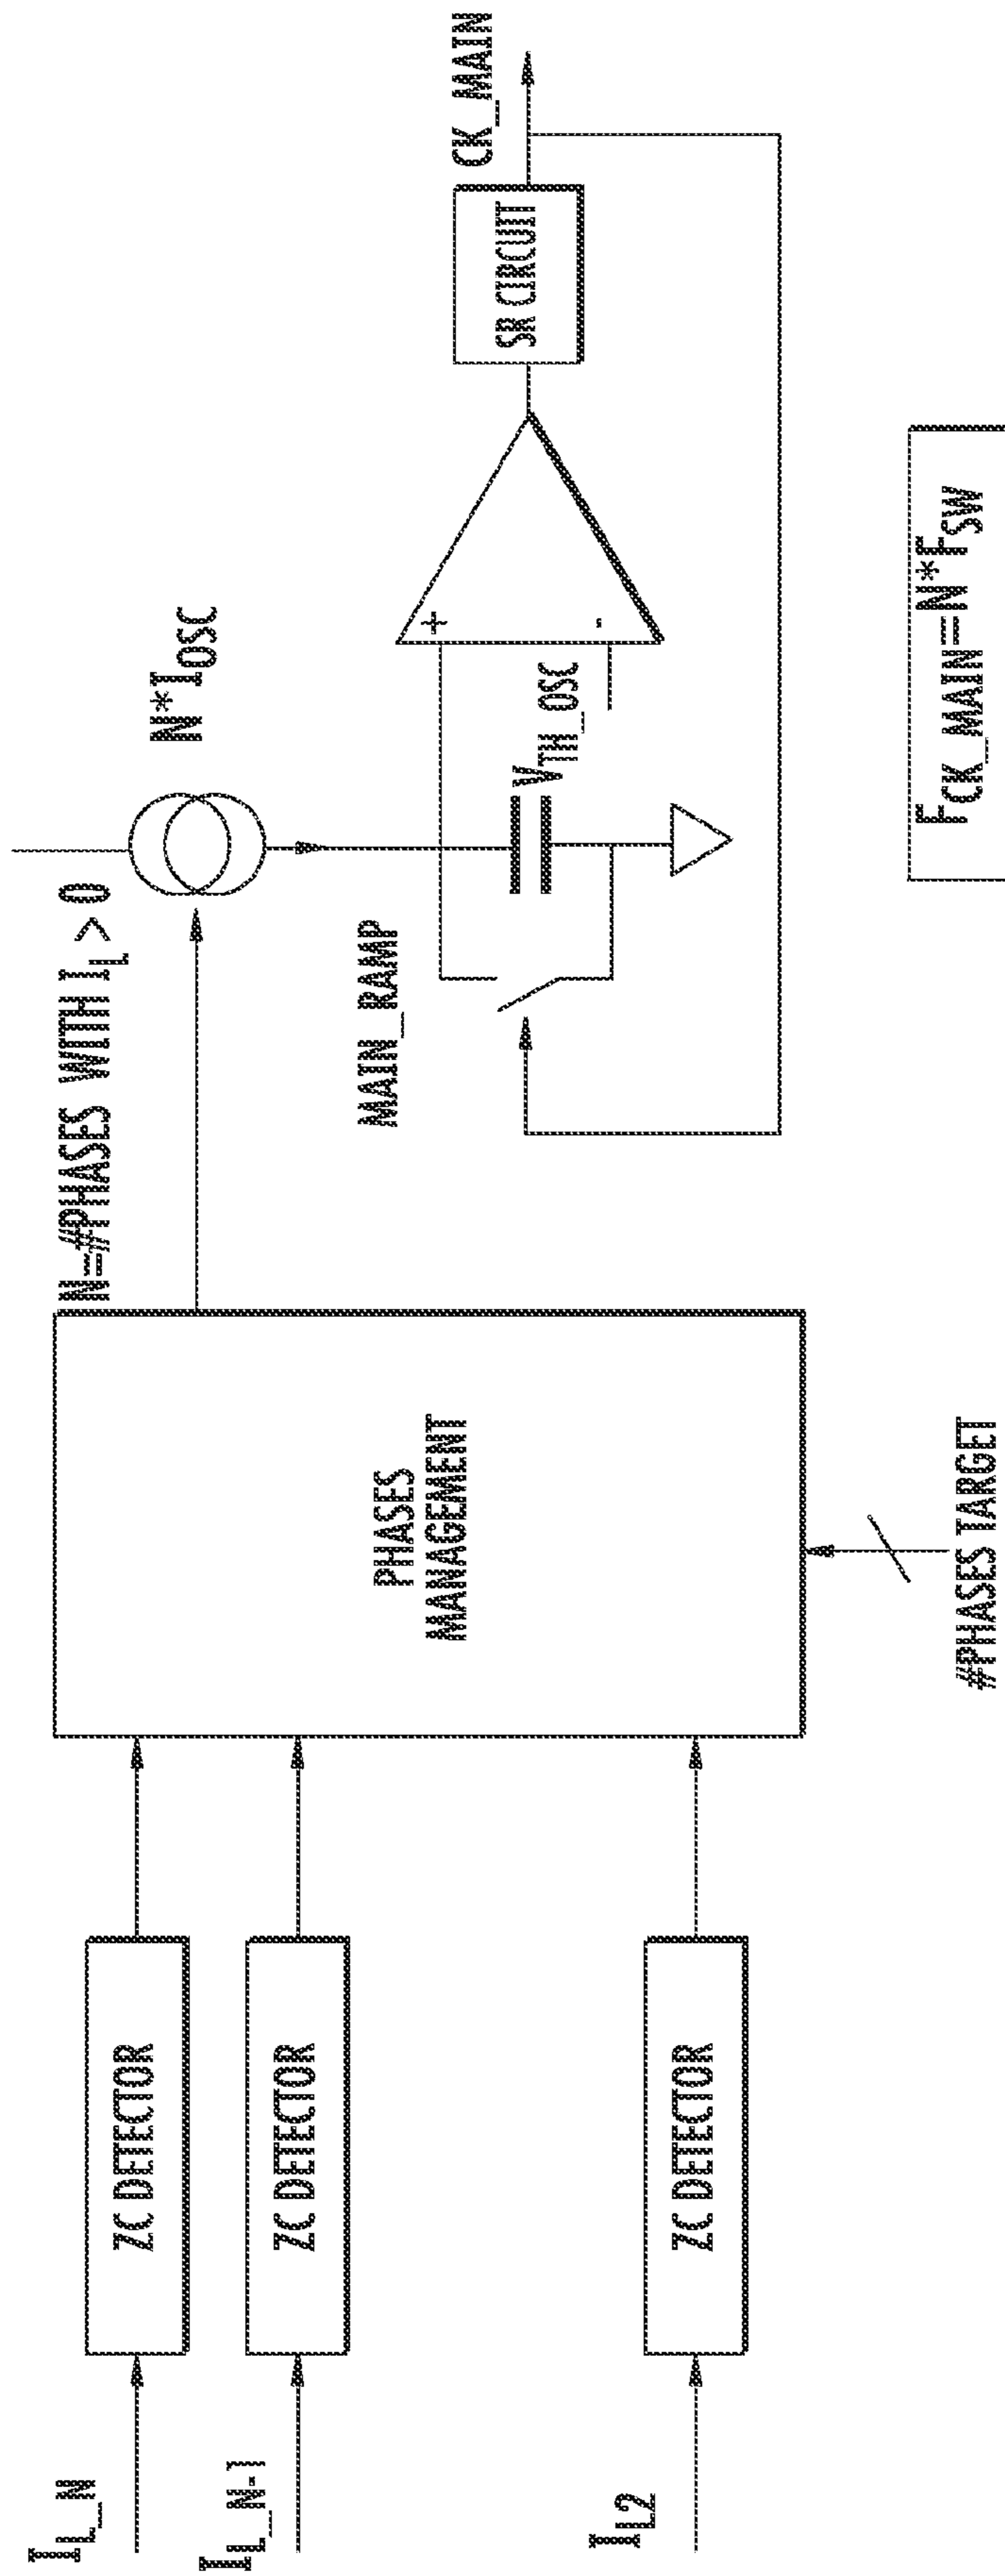 I_L_N
ZC DETECTOR
I_L_N-1
ZC DETECTOR
I_L2
ZC DETECTOR
PHASES
MANAGEMENT
#PHASES TARGET
N=#PHASES WITH I_L>0
N*I_OSC
MAIN_RAMP
V_TH_OSC
+
-
SR CIRCUIT
CK_MAIN
F_CK_MAIN=N*F_SW